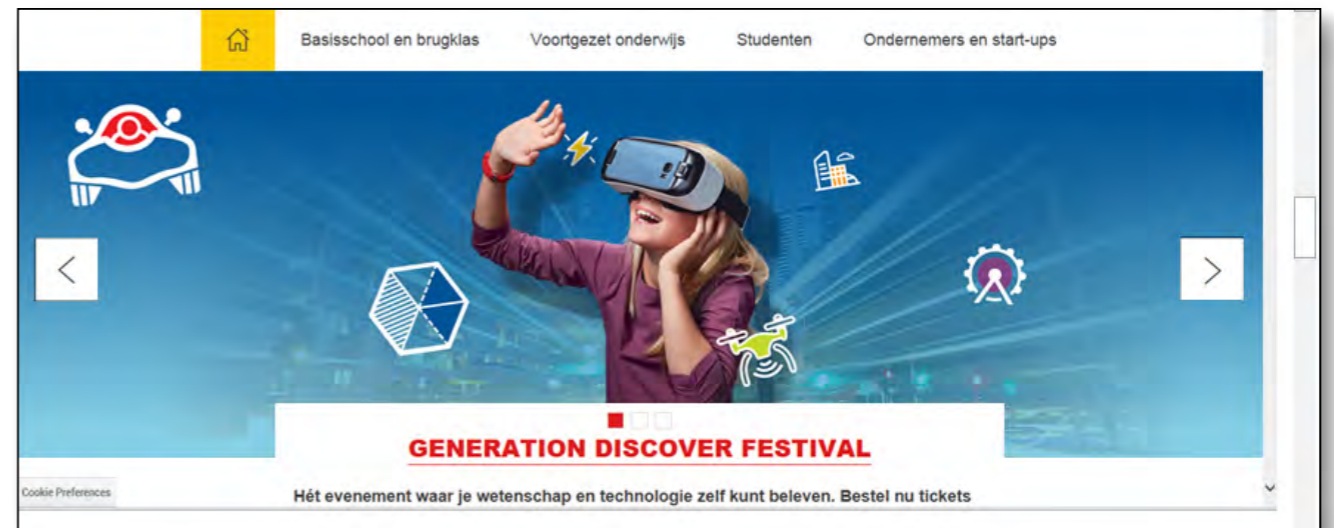 Basisschool en brugklas Voortgezet onderwijs Studenten Ondernemers en start-ups
GENERATION DISCOVER FESTIVAL
Cookie Preferences
Hét evenement waar je wetenschap en technologie zelf kunt beleven. Bestel nu tickets